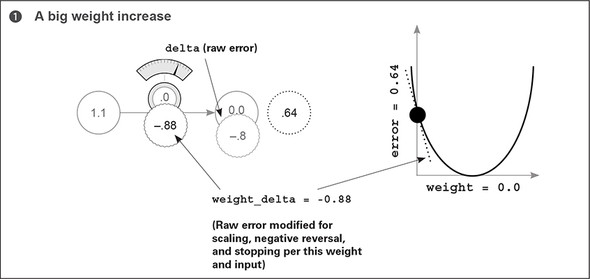 1 A big weight increase
delta (raw error)
1.1
.0
-.88
0.0
-.8
.64
error = 0.64
weight = 0.0
weight_delta = -0.88
(Raw error modified for
scaling, negative reversal,
and stopping per this weight
and input)